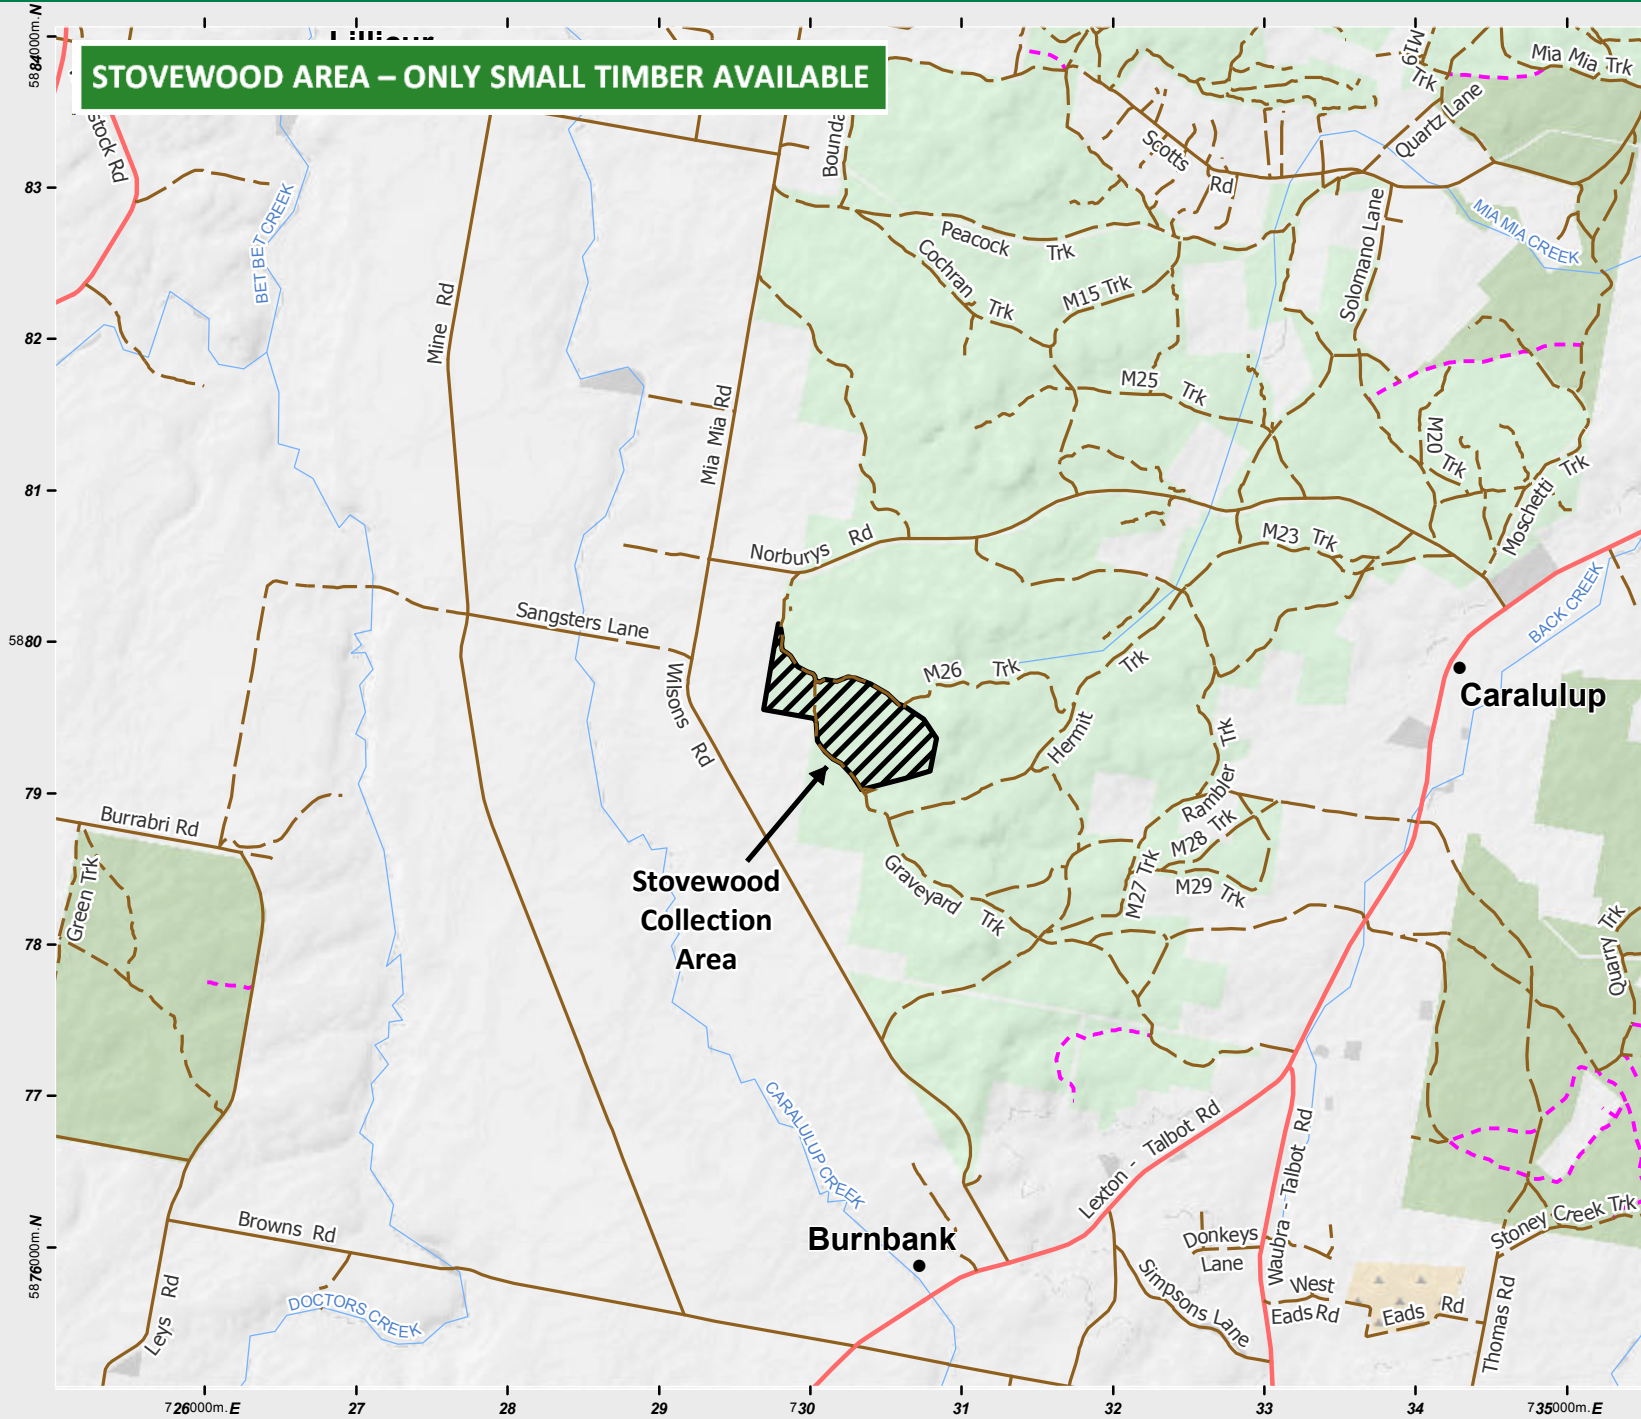 Lillicur
STOVEWOOD AREA – ONLY SMALL TIMBER AVAILABLE
5884000m. N
83
82
81
5880
79
78
77
5876000m. N
726000m. E
27
28
29
730
31
32
33
34
735000m. E
stock Rd
BET BET CREEK
Mine Rd
Mia Mia Rd
Bounda
Scotts Rd
M19 Trk
Mia Mia Trk
Quartz Lane
MIA MIA CREEK
Solomano Lane
Peacock Trk
Cochran Trk
M15 Trk
M25 Trk
M20 Trk
Moschetti Trk
M23 Trk
Norburys Rd
Sangsters Lane
Wilsons Rd
M26 Trk
Hermit Trk
BACK CREEK
Caralulup
Rambler Trk
M28 Trk
M27 Trk
M29 Trk
Graveyard Trk
Stovewood
Collection
Area
Burrabri Rd
Green Trk
Quarry Trk
CARALULUP CREEK
Lexton - Talbot Rd
Waubra - Talbot Rd
Burnbank
Browns Rd
DOCTORS CREEK
Leys Rd
Donkeys
Lane
Simpsons Lane
West
Eads Rd
Eads Rd
Stoney Creek Trk
Thomas Rd